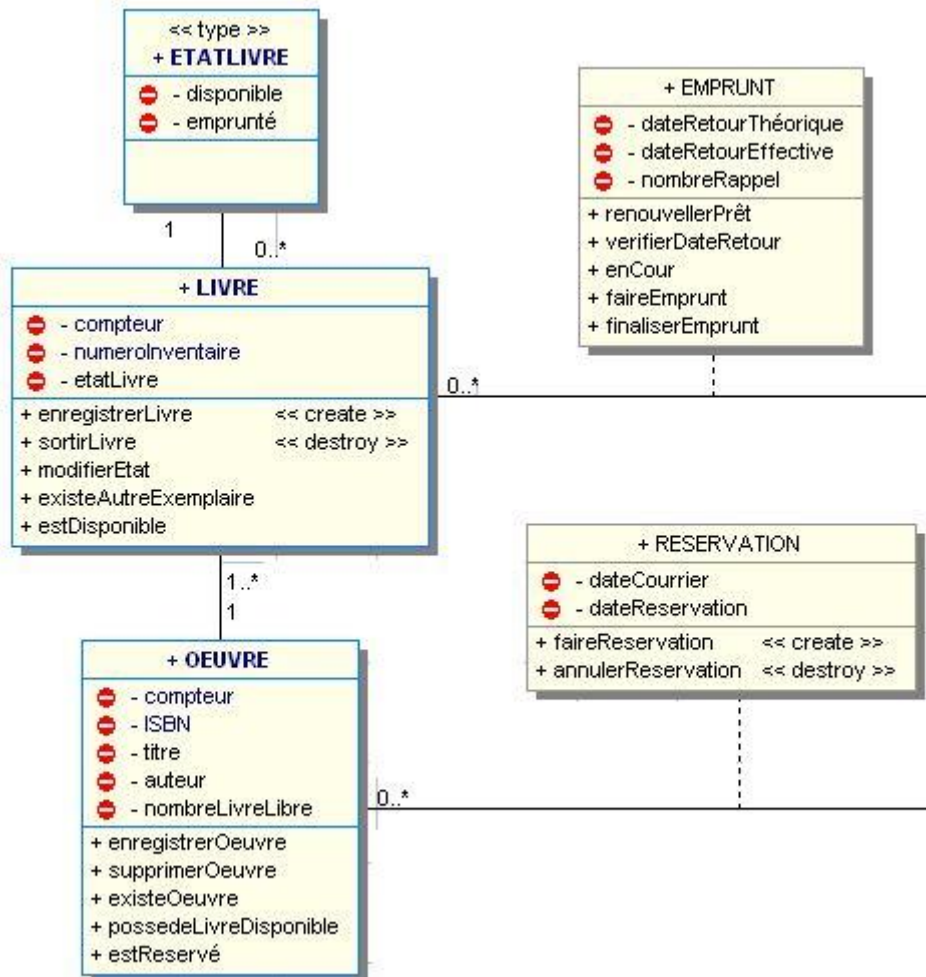 << type >>
+ ETATLIVRE
- disponible
- emprunté
1
0..*
+ LIVRE
- compteur
- numeroInventaire
- etatLivre
+ enregistrerLivre << create >>
+ sortirLivre << destroy >>
+ modifierEtat
+ existeAutreExemplaire
+ estDisponible
1..*
1
+ OEUVRE
- compteur
- ISBN
- titre
- auteur
- nombreLivreLibre
+ enregistrerOeuvre
+ supprimerOeuvre
+ existeOeuvre
+ possedeLivreDisponible
+ estReservé
+ EMPRUNT
- dateRetourThéorique
- dateRetourEffective
- nombreRappel
+ renouvellerPrêt
+ verifierDateRetour
+ enCour
+ faireEmprunt
+ finaliserEmprunt
0..*
+ RESERVATION
- dateCourrier
- dateReservation
+ faireReservation << create >>
+ annulerReservation << destroy >>
0..*